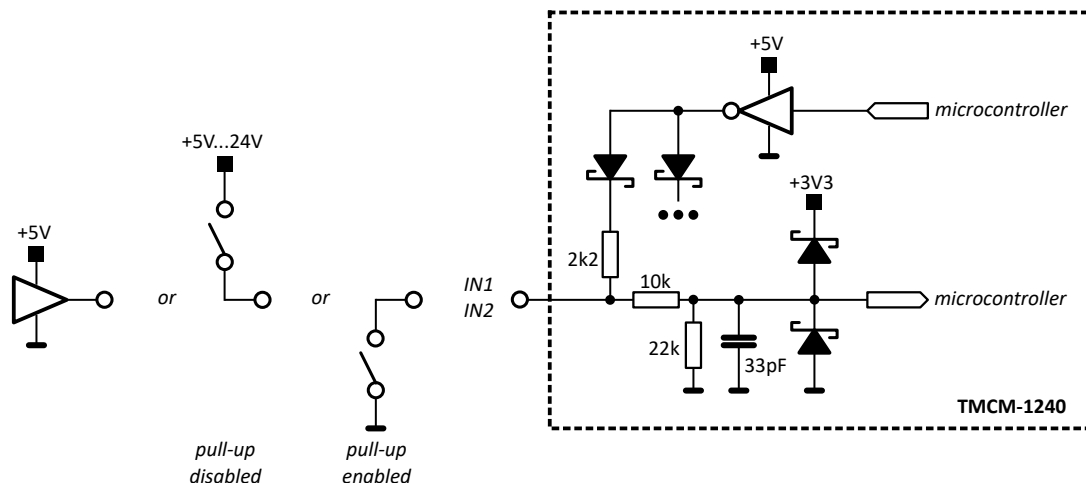 +5V
microcontroller
+5V...24V
+3V3
+5V
2k2
or
or
IN1
IN2
10k
microcontroller
22k
33pF
TMCM-1240
pull-up
disabled
pull-up
enabled